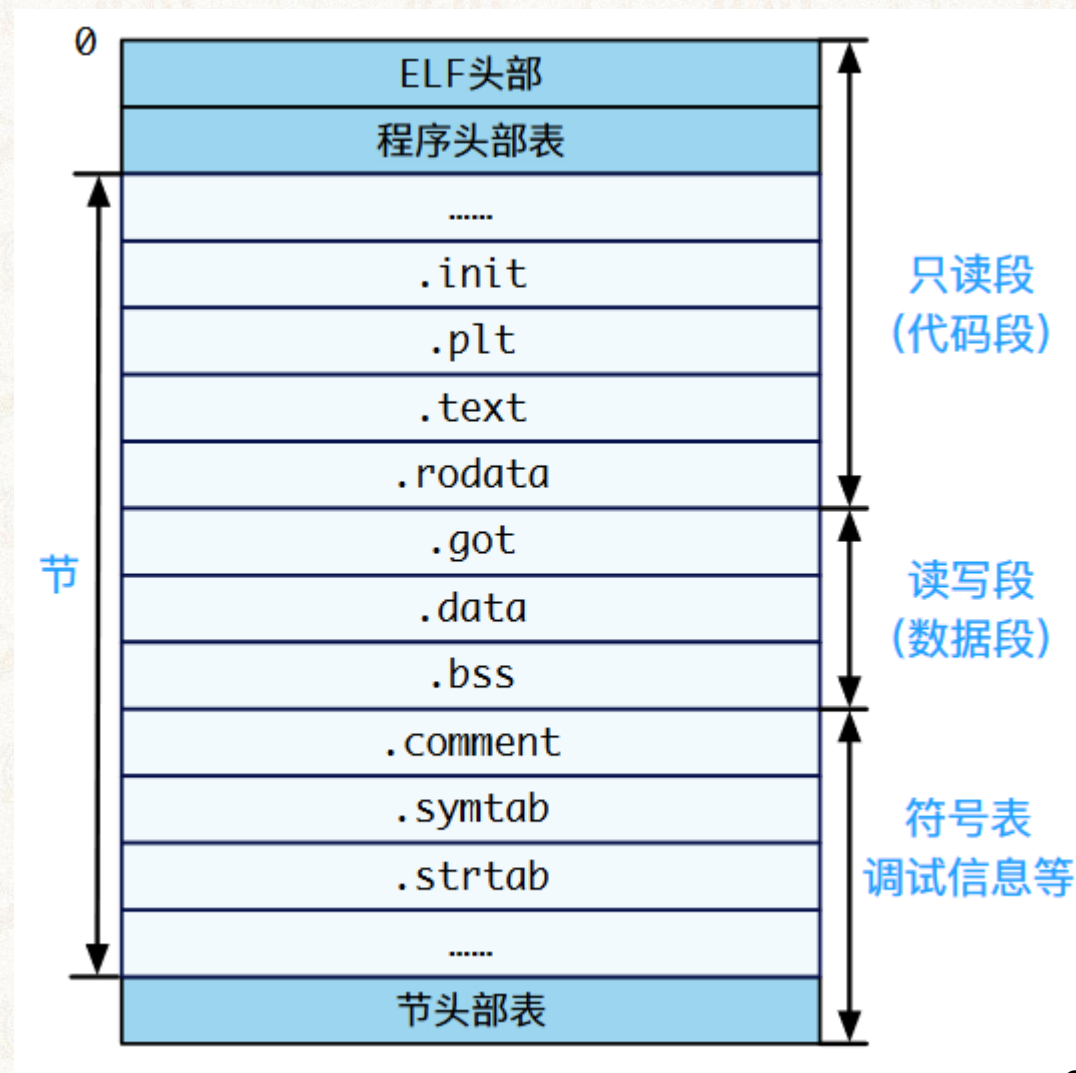 0
ELF头部
程序头部表
……
.init
.plt
.text
.rodata
.got
.data
.bss
.comment
.symtab
.strtab
……
节头部表
节
只读段
(代码段)
读写段
(数据段)
符号表
调试信息等